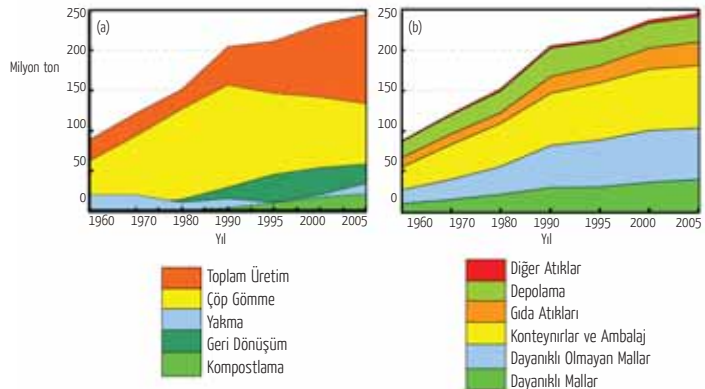 (a)
250
200
150
100
50
0
Milyon ton
1960 1970 1980 1990 1995 2000 2005
Yıl
Toplam Üretim
Çöp Gömme
Yakma
Geri Dönüşüm
Kompostlama
(b)
250
200
150
100
50
0
1960 1970 1980 1990 1995 2000 2005
Yıl
Diğer Atıklar
Depolama
Gıda Atıkları
Konteynırlar ve Ambalaj
Dayanıklı Olmayan Mallar
Dayanıklı Mallar